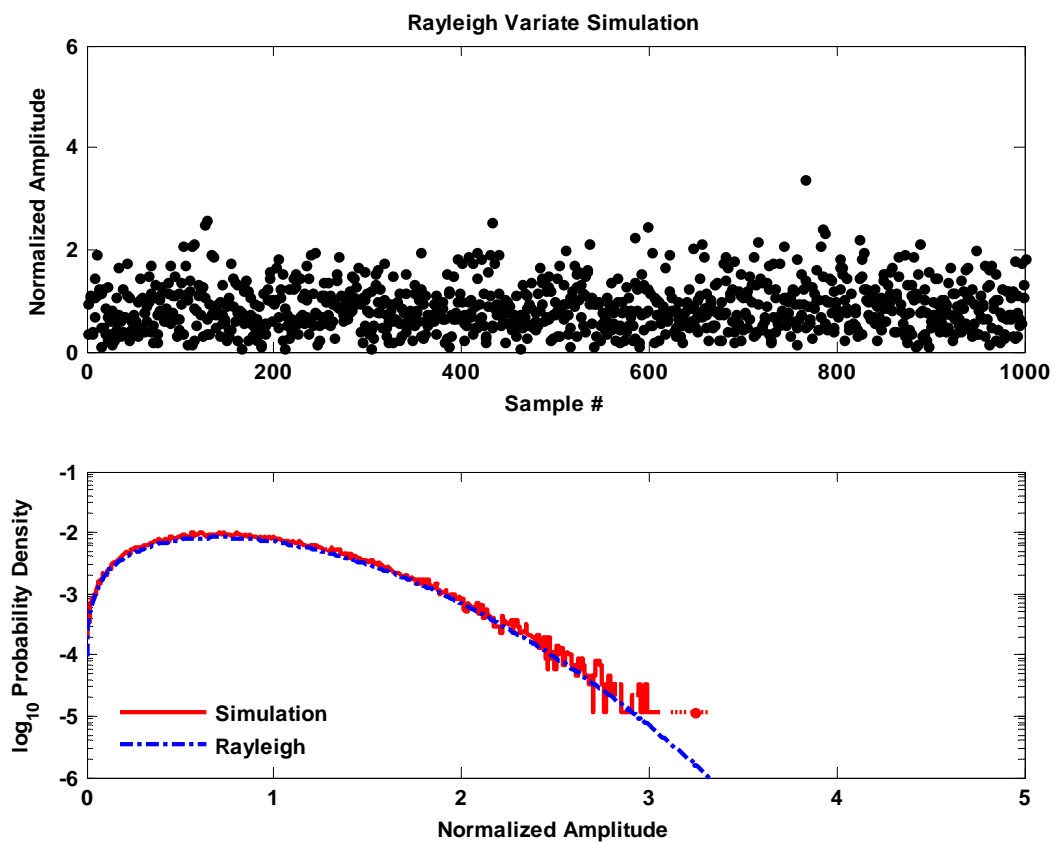 Rayleigh Variate Simulation
Normalized Amplitude
6
4
2
0
0 200 400 600 800 1000
Sample #
log10 Probability Density
-1
-2
-3
-4
-5
-6
Simulation
Rayleigh
0 1 2 3 4 5
Normalized Amplitude